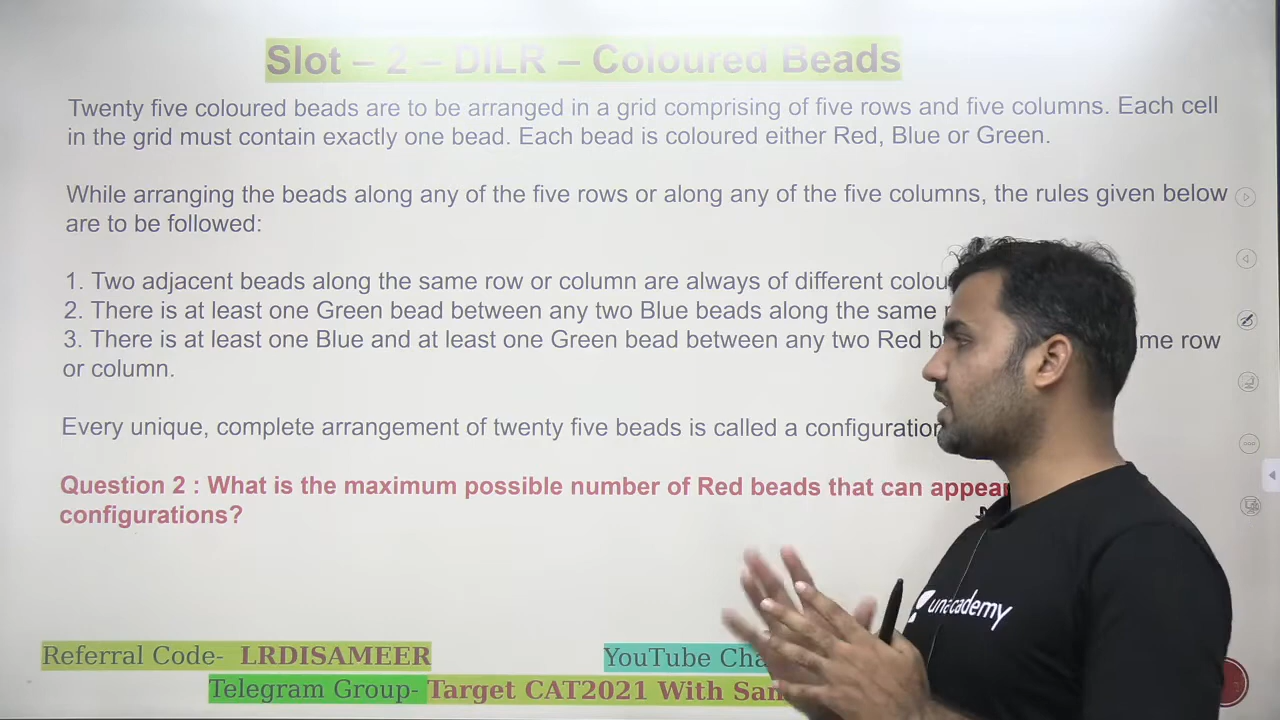 Slot – 2 – DILR – Coloured Beads
Twenty five coloured beads are to be arranged in a grid comprising of five rows and five columns. Each cell
in the grid must contain exactly one bead. Each bead is coloured either Red, Blue or Green.
While arranging the beads along any of the five rows or along any of the five columns, the rules given below
are to be followed:
1. Two adjacent beads along the same row or column are always of different
2. There is at least one Green bead between any two Blue beads along the same
3. There is at least one Blue and at least one Green bead between any two Red row
or column.
Every unique, complete arrangement of twenty five beads is called a
Question 2 : What is the maximum possible number of Red beads that can appear
configurations?
unacademy
Referral Code- LRDISAMEER
YouTube
Telegram Group- Target CAT2021 With